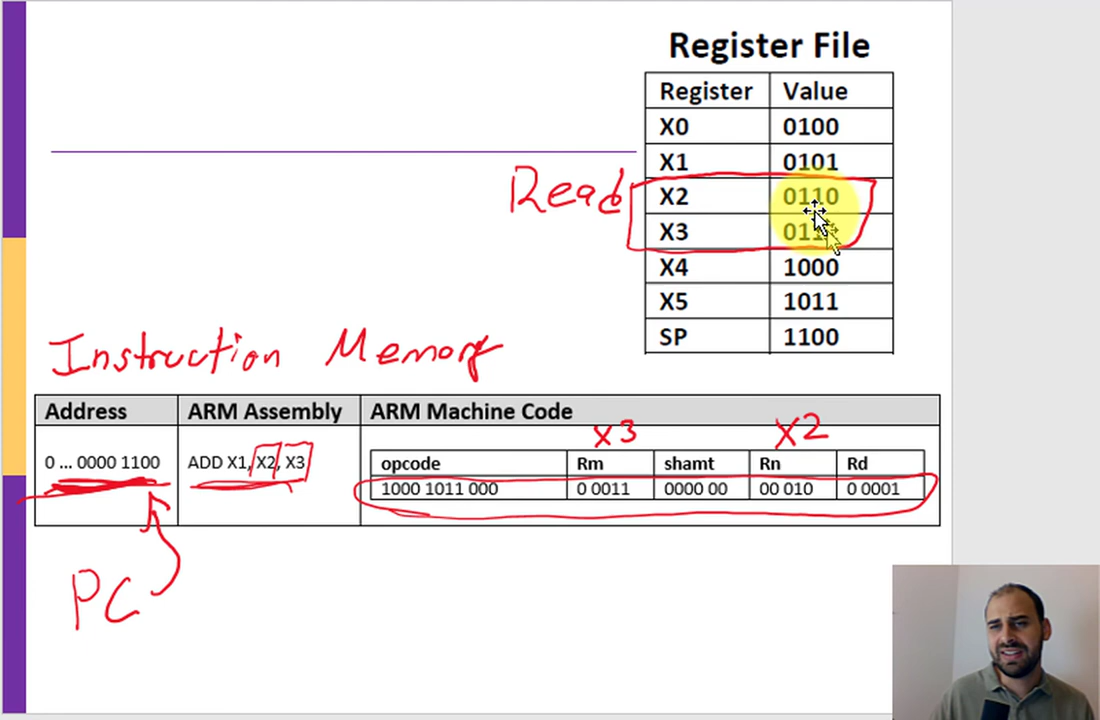 Register File
Register Value
X0 0100
X1 0101
Read
X2 0110
X3
X4 1000
X5 1011
SP 1100
Instruction Memory
Address ARM Assembly ARM Machine Code
X3 X2
opcode Rm shamt Rn Rd
0 ... 0000 1100 ADD X1, X2, X3
1000 1011 000 0 0011 0000 00 00 010 0 0001
PC